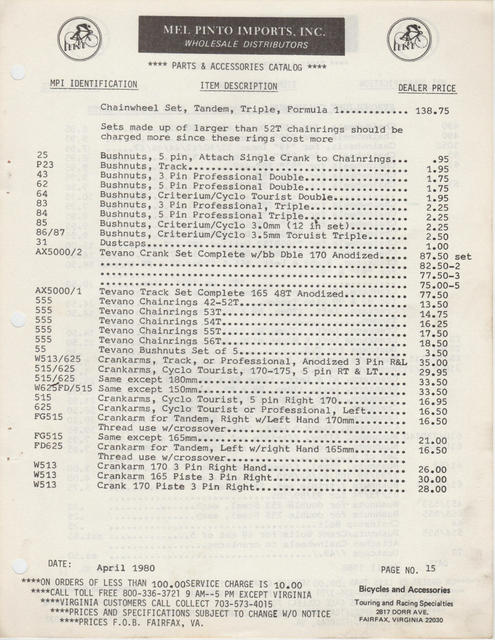 MEL PINTO IMPORTS, INC.
WHOLESALE DISTRIBUTORS
**** PARTS & ACCESSORIES CATALOG ****
MPI IDENTIFICATION ITEM DESCRIPTION DEALER PRICE
Chainwheel Set, Tandem, Triple, Formula 1........... 138.75
Sets made up of larger than 52T chainrings should be
charged more since these rings cost more
25 Bushnuts, 5 pin, Attach Single Crank to Chainrings... .95
P23 Bushnuts, Track..................................... 1.95
43 Bushnuts, 3 Pin Professional Double................. 1.75
62 Bushnuts, 5 Pin Professional Double................. 1.75
64 Bushnuts, Criterium/Cyclo Tourist Double............ 1.95
83 Bushnuts, 3 Pin Professional, Triple................ 2.25
84 Bushnuts, 5 Pin Professional Triple................. 2.25
85 Bushnuts, Criterium/Cyclo 3.0mm (12 in set)......... 2.25
86/87 Bushnuts, Criterium/Cyclo 3.5mm Toruist Triple...... 2.50
31 Dustcaps............................................ 1.00
AX5000/2 Tevano Crank Set Complete w/bb Dble 170 Anodized.... 87.50 set
.................................................... 82.50-2
.................................................... 77.50-3
.................................................... 75.00-5
AX5000/1 Tevano Track Set Complete 165 48T Anodized.......... 77.50
555 Tevano Chainrings 42-52T............................ 13.50
555 Tevano Chainrings 53T............................... 14.75
555 Tevano Chainrings 54T............................... 16.25
555 Tevano Chainrings 55T............................... 17.50
555 Tevano Chainrings 56T............................... 18.50
55 Tevano Bushnuts Set of 5............................ 3.50
W513/625 Crankarms, Track, or Professional, Anodized 3 Pin R&L 35.00
515/625 Crankarms, Cyclo Tourist, 170-175, 5 pin RT & LT..... 29.95
515/625 Same except 180mm................................... 33.50
W625FD/515 Same except 150mm................................... 33.50
515 Crankarms, Cyclo Tourist, 5 pin Right 170........... 16.95
625 Crankarms, Cyclo Tourist or Professional, Left...... 16.50
FG515 Crankarm for Tandem, Right w/Left Hand 170mm........ 16.50
Thread use w/crossover..............................
FG515 Same except 165mm................................... 21.00
FD625 Crankarm for Tandem, Left w/right Hand 165mm........ 16.50
Thread use w/crossover..............................
W513 Crankarm 170 3 Pin Right Hand....................... 26.00
W513 Crankarm 165 Piste 3 Pin Right...................... 30.00
W513 Crank 170 Piste 3 Pin Right......................... 28.00
DATE: April 1980 PAGE NO. 15
****ON ORDERS OF LESS THAN 100.00 SERVICE CHARGE IS 10.00
****CALL TOLL FREE 800-336-3721 9 AM--5 PM EXCEPT VIRGINIA
****VIRGINIA CUSTOMERS CALL COLLECT 703-573-4015
****PRICES AND SPECIFICATIONS SUBJECT TO CHANGE W/O NOTICE
****PRICES F.O.B. FAIRFAX, VA.
Bicycles and Accessories
Touring and Racing Specialties
2817 DORR AVE.
FAIRFAX, VIRGINIA 22030